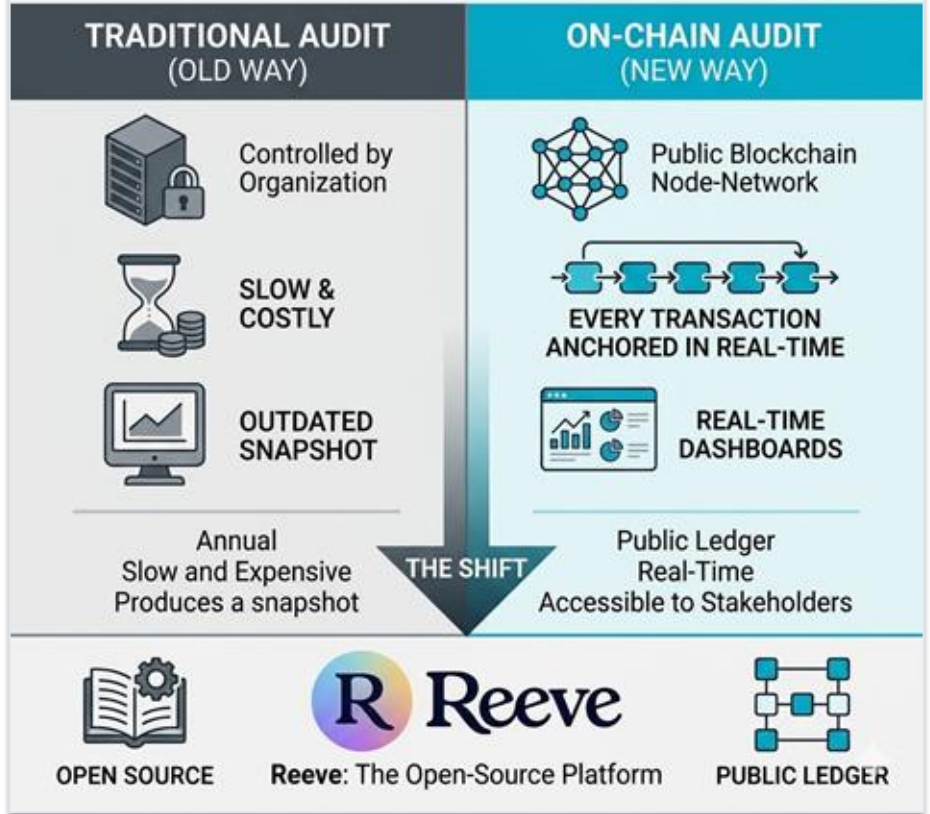 TRADITIONAL AUDIT
(OLD WAY)
Controlled by
Organization
SLOW &
COSTLY
OUTDATED
SNAPSHOT
Annual
Slow and Expensive
Produces a snapshot
ON-CHAIN AUDIT
(NEW WAY)
Public Blockchain
Node-Network
EVERY TRANSACTION
ANCHORED IN REAL-TIME
REAL-TIME
DASHBOARDS
Public Ledger
Real-Time
Accessible to Stakeholders
THE SHIFT
OPEN SOURCE
R Reeve
Reeve: The Open-Source Platform
PUBLIC LEDGER